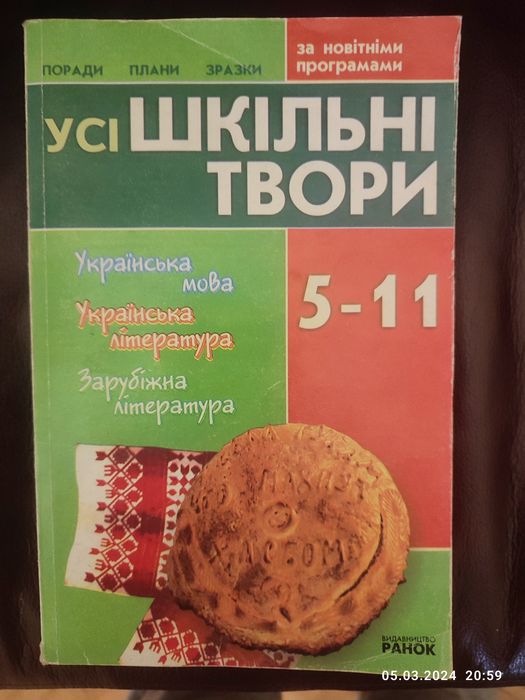 ПОРАДИ ПЛАНИ ЗРАЗКИ
за новітніми
програмами
УСІ ШКІЛЬНІ
ТВОРИ
Українська
мова
Українська
література
Зарубіжна
література
5-11
ВИДАВНИЦТВО
РАНОК
05.03.2024 20:59